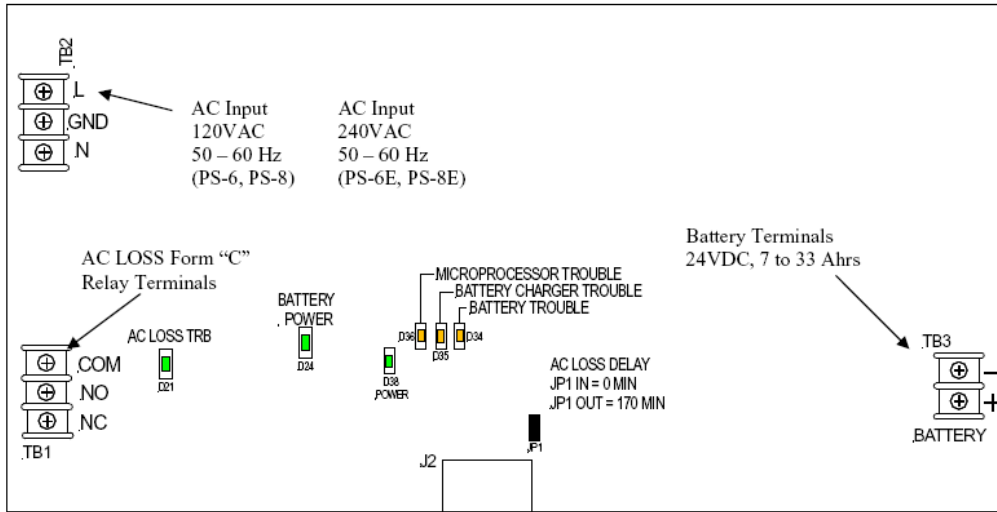 TB2
L
GND
N
AC Input
120VAC
50 – 60 Hz
(PS-6, PS-8)
AC Input
240VAC
50 – 60 Hz
(PS-6E, PS-8E)
AC LOSS Form “C”
Relay Terminals
Battery Terminals
24VDC, 7 to 33 Ahrs
MICROPROCESSOR TROUBLE
BATTERY CHARGER TROUBLE
BATTERY TROUBLE
BATTERY
POWER
AC LOSS TRB
D36
D35
D34
D24
D21
D38
POWER
AC LOSS DELAY
JP1 IN = 0 MIN
JP1 OUT = 170 MIN
JP1
COM
NO
NC
TB1
TB3
–
+
BATTERY
J2